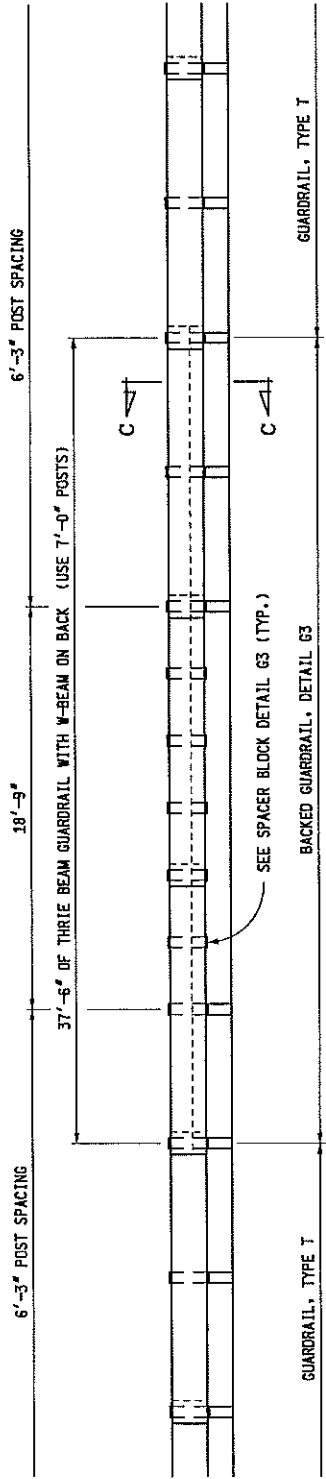 6'-3" POST SPACING
18'-9"
6'-3" POST SPACING
37'-6" OF THRIE BEAM GUARDRAIL WITH W-BEAM ON BACK (USE 7'-0" POSTS)
C
C
SEE SPACER BLOCK DETAIL G3 (TYP.)
GUARDRAIL, TYPE T
BACKED GUARDRAIL, DETAIL G3
GUARDRAIL, TYPE T